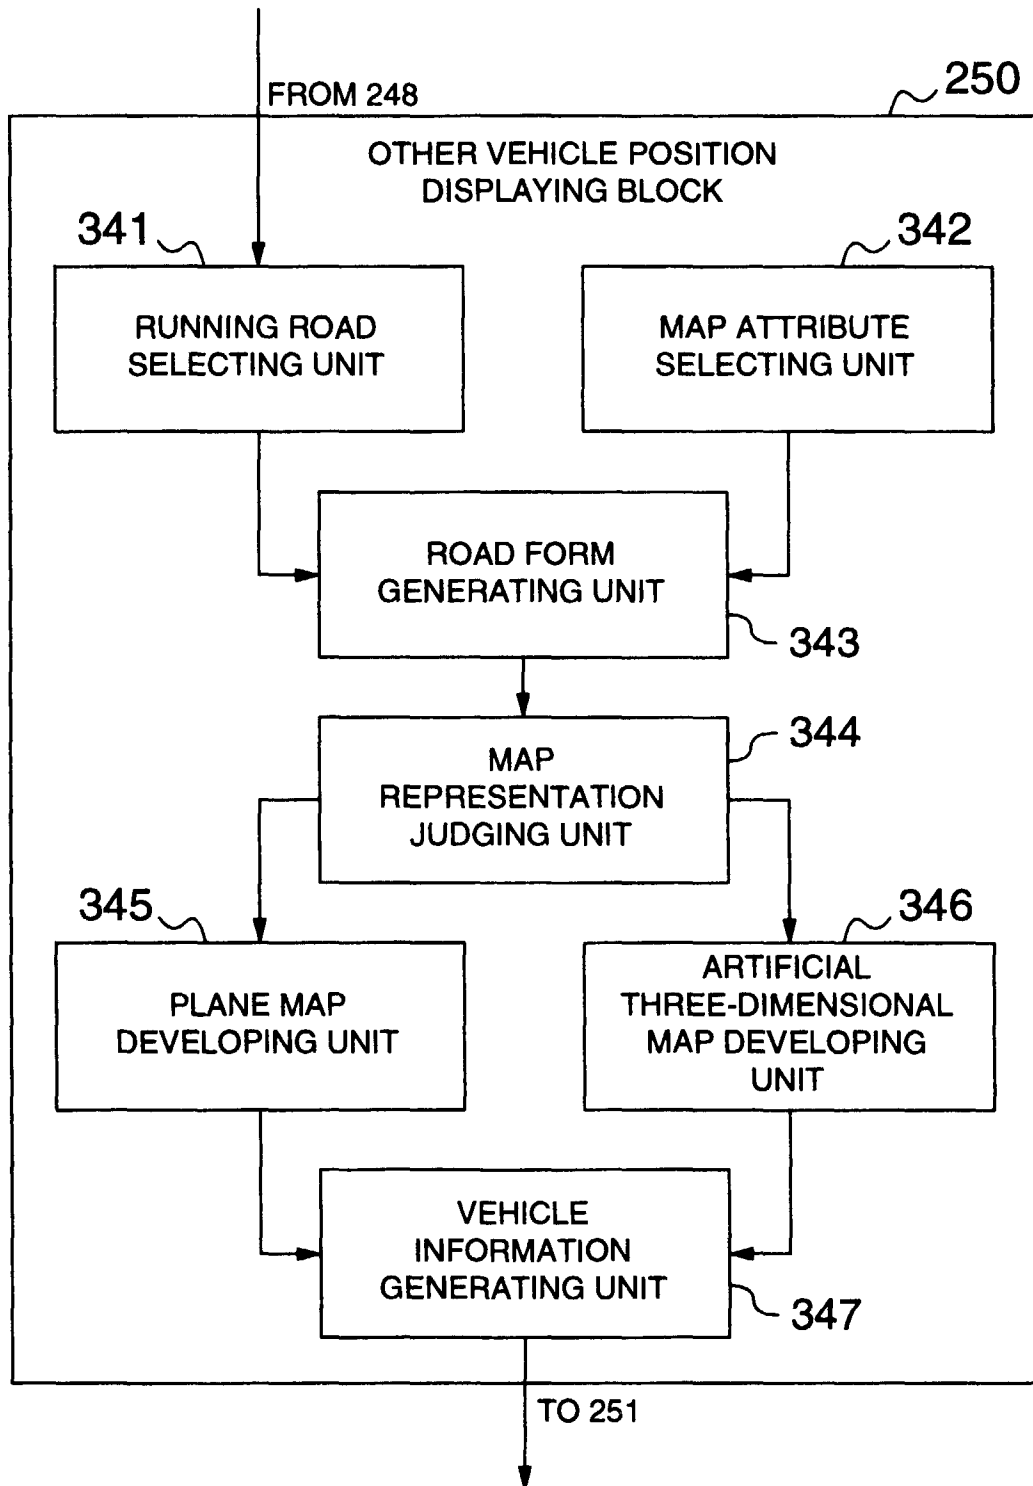 FROM 248
250
OTHER VEHICLE POSITION
DISPLAYING BLOCK
341
342
RUNNING ROAD
SELECTING UNIT
MAP ATTRIBUTE
SELECTING UNIT
ROAD FORM
GENERATING UNIT
343
344
MAP
REPRESENTATION
JUDGING UNIT
345
346
PLANE MAP
DEVELOPING UNIT
ARTIFICIAL
THREE-DIMENSIONAL
MAP DEVELOPING
UNIT
VEHICLE
INFORMATION
GENERATING UNIT
347
TO 251